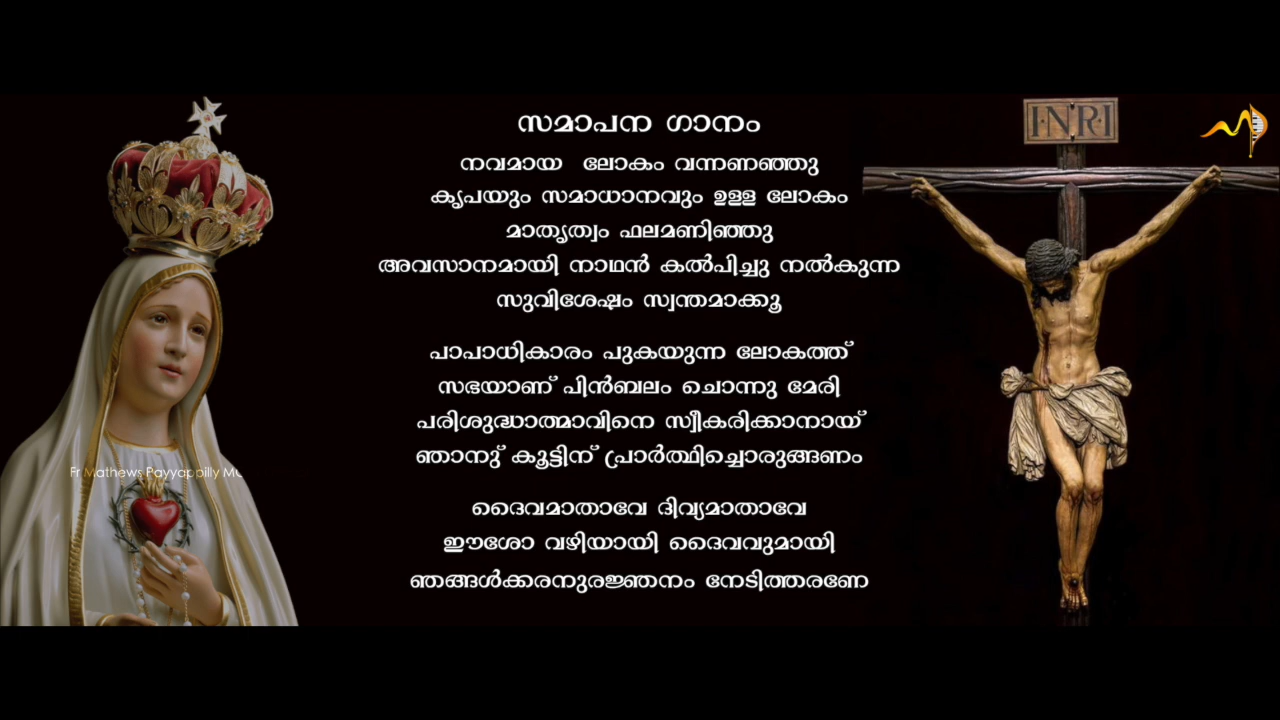 സമാപന ഗാനം
നവമായ ലോകം വന്നണഞ്ഞു
കൃപയും സമാധാനവും ഉള്ള ലോകം
മാതൃത്വം ഫലമണിഞ്ഞു
അവസാനമായി നാഥൻ കൽപിച്ചു നൽകുന്ന
സുവിശേഷം സ്വന്തമാക്കൂ
പാപാധികാരം പുകയുന്ന ലോകത്ത്
സഭയാണ് പിൻബലം ചൊന്നു മേരി
പരിശുദ്ധാത്മാവിനെ സ്വീകരിക്കാനായ്
ഞാനു് കൂട്ടിന് പ്രാർത്ഥിച്ചൊരുങ്ങണം
ദൈവമാതാവേ ദിവ്യമാതാവേ
ഈശോ വഴിയായി ദൈവവുമായി
ഞങ്ങൾക്കരനുരഞ്ജനം നേടിത്തരണേ
INRI
Fr Mathews Payyappilly